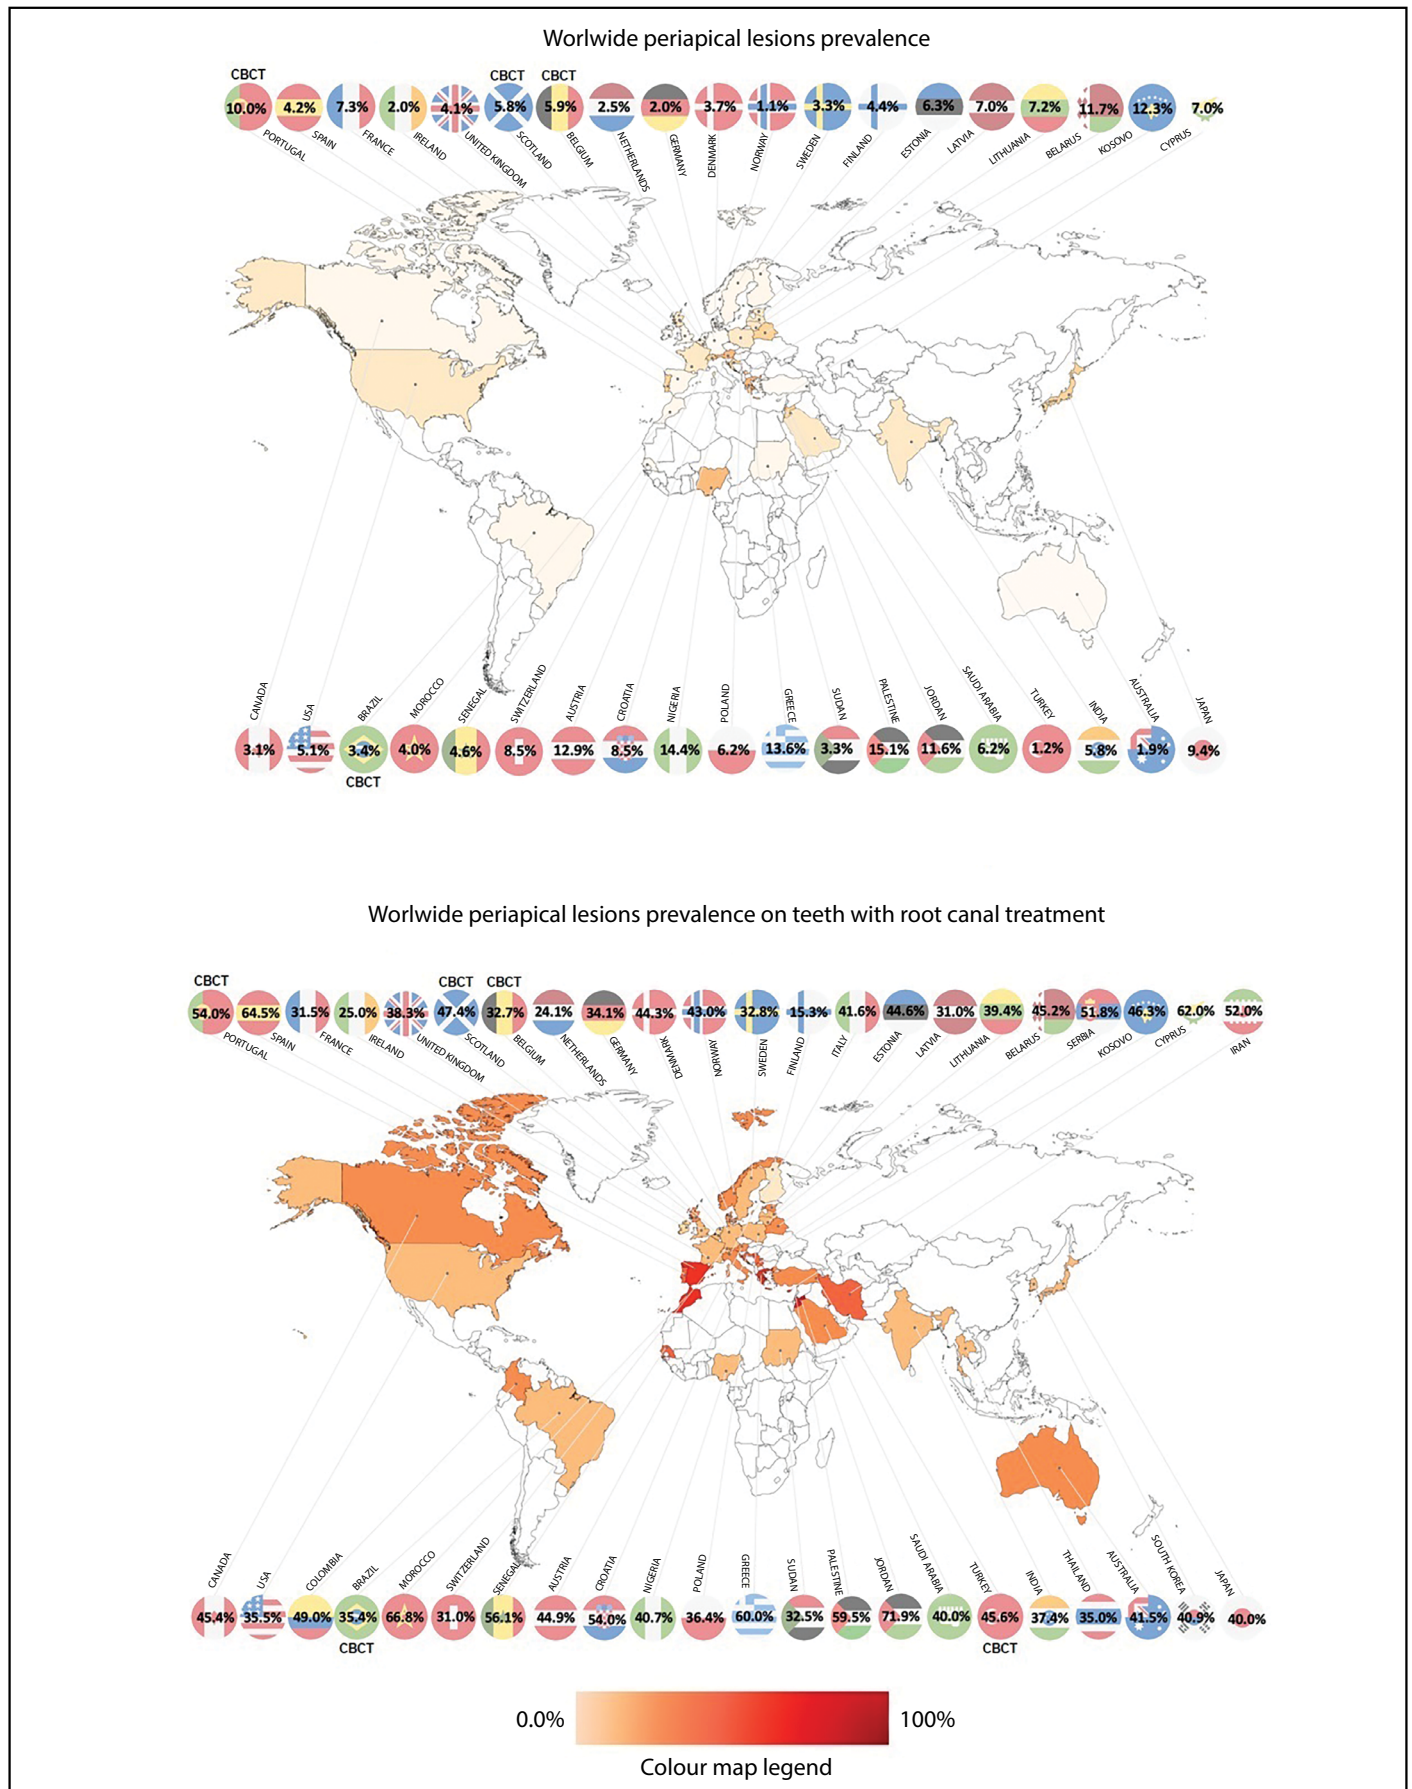 Worlwide periapical lesions prevalence
CBCT CBCT CBCT
10.0% 4.2% 7.3% 2.0% 4.1% 5.8% 5.9% 2.5% 2.0% 3.7% 1.1% 3.3% 4.4% 6.3% 7.0% 7.2% 11.7% 12.3% 7.0%
PORTUGAL SPAIN FRANCE IRELAND UNITED KINGDOM SCOTLAND BELGIUM NETHERLANDS GERMANY DENMARK NORWAY SWEDEN FINLAND ESTONIA LATVIA LITHUANIA BELARUS KOSOVO CYPRUS
CANADA USA BRAZIL MOROCCO SENEGAL SWITZERLAND AUSTRIA CROATIA NIGERIA POLAND GREECE SUDAN PALESTINE JORDAN SAUDI ARABIA TURKEY INDIA AUSTRALIA JAPAN
3.1% 5.1% 3.4% 4.0% 4.6% 8.5% 12.9% 8.5% 14.4% 6.2% 13.6% 3.3% 15.1% 11.6% 6.2% 1.2% 5.8% 1.9% 9.4%
CBCT
Worlwide periapical lesions prevalence on teeth with root canal treatment
CBCT CBCT CBCT
54.0% 64.5% 31.5% 25.0% 38.3% 47.4% 32.7% 24.1% 34.1% 44.3% 43.0% 32.8% 15.3% 41.6% 44.6% 31.0% 39.4% 45.2% 51.8% 46.3% 62.0% 52.0%
PORTUGAL SPAIN FRANCE IRELAND UNITED KINGDOM SCOTLAND BELGIUM NETHERLANDS GERMANY DENMARK NORWAY SWEDEN FINLAND ITALY ESTONIA LATVIA LITHUANIA BELARUS SERBIA KOSOVO CYPRUS IRAN
CANADA USA COLOMBIA BRAZIL MOROCCO SWITZERLAND SENEGAL AUSTRIA CROATIA NIGERIA POLAND GREECE SUDAN PALESTINE JORDAN SAUDI ARABIA TURKEY INDIA THAILAND AUSTRALIA SOUTH KOREA JAPAN
45.4% 35.5% 49.0% 35.4% 66.8% 31.0% 56.1% 44.9% 54.0% 40.7% 36.4% 60.0% 32.5% 59.5% 71.9% 40.0% 45.6% 37.4% 35.0% 41.5% 40.9% 40.0%
CBCT CBCT
0.0% 100%
Colour map legend